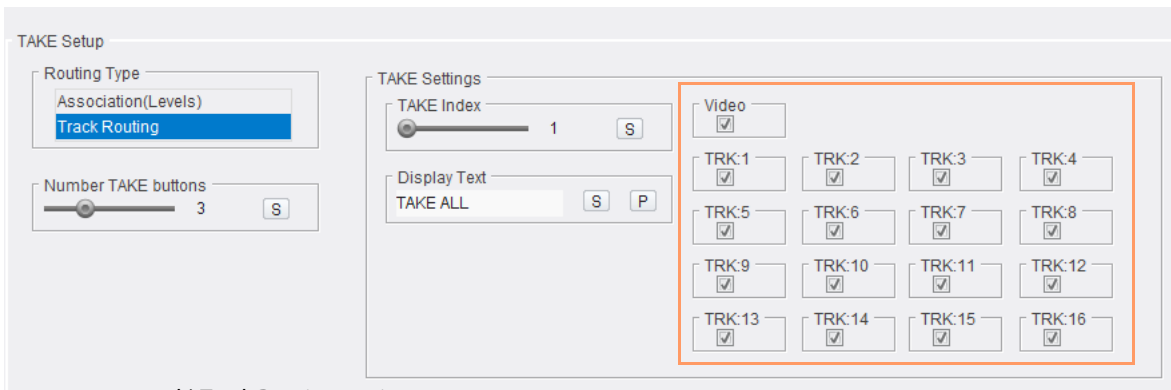 TAKE Setup
Routing Type
Association(Levels)
Track Routing
Number TAKE buttons
3 S
TAKE Settings
TAKE Index
1 S
Display Text
TAKE ALL S P
Video
TRK:1 TRK:2 TRK:3 TRK:4
TRK:5 TRK:6 TRK:7 TRK:8
TRK:9 TRK:10 TRK:11 TRK:12
TRK:13 TRK:14 TRK:15 TRK:16